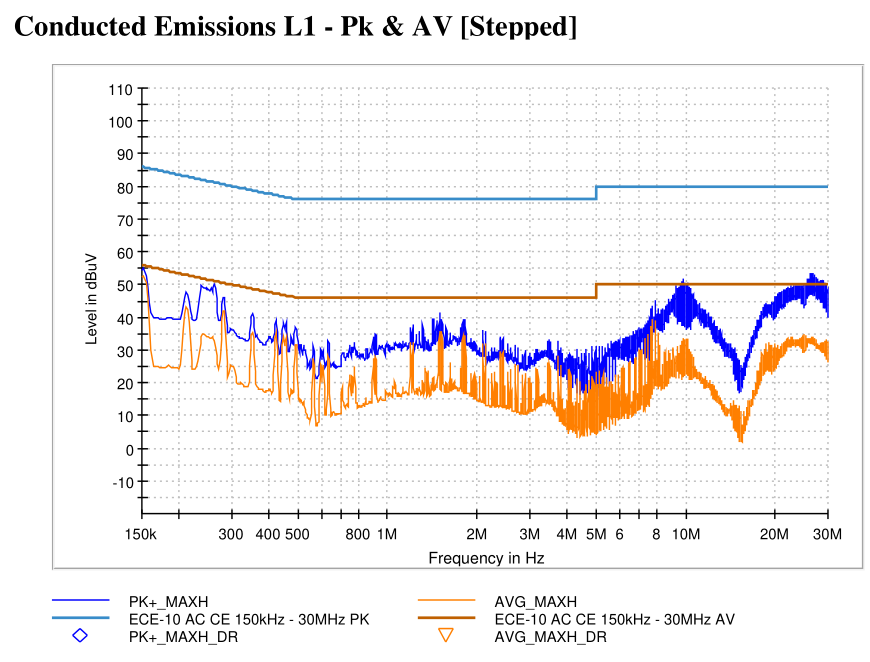 Conducted Emissions L1 - Pk & AV [Stepped]
110
100
90
80
70
60
50
40
30
20
10
0
-10
Level in dBuV
150k 300 400 500 800 1M 2M 3M 4M 5M 6 8 10M 20M 30M
Frequency in Hz
PK+_MAXH AVG_MAXH
ECE-10 AC CE 150kHz - 30MHz PK ECE-10 AC CE 150kHz - 30MHz AV
PK+_MAXH_DR AVG_MAXH_DR